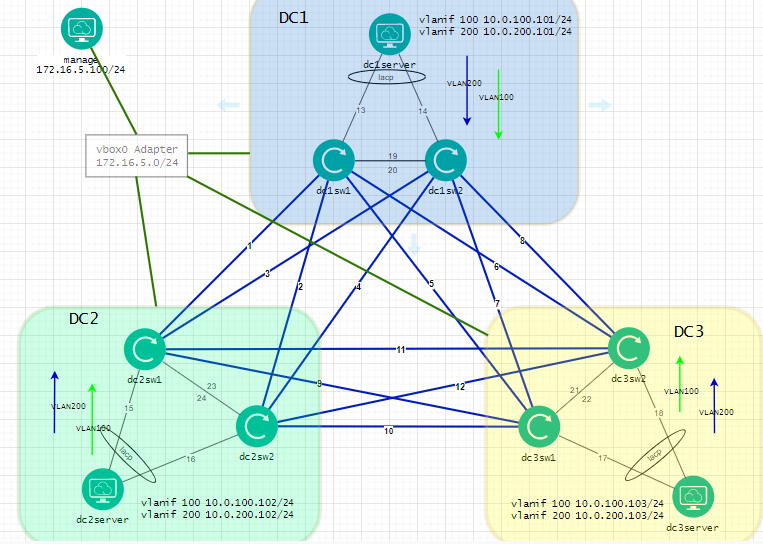 DC1
vlanif 100 10.0.100.101/24
vlanif 200 10.0.200.101/24
dc1server
lacp
manage
172.16.5.100/24
VLAN200
VLAN100
13
14
vbox0 Adapter
172.16.5.0/24
19
20
dc1sw1
dc1sw2
1
3
2
4
5
6
7
8
DC2
DC3
11
dc2sw1
dc3sw2
23
24
9
12
21
22
VLAN200
VLAN100
15
VLAN100
VLAN200
18
10
dc2sw2
dc3sw1
lacp
16
17
lacp
dc2server
vlanif 100 10.0.100.102/24
vlanif 200 10.0.200.102/24
vlanif 100 10.0.100.103/24
vlanif 200 10.0.200.103/24
dc3server